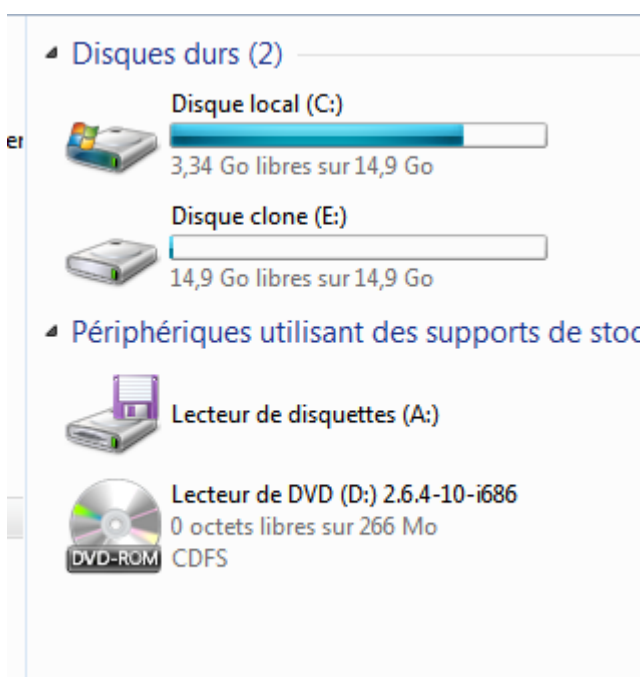 Disques durs (2)
er
Disque local (C:)
3,34 Go libres sur 14,9 Go
Disque clone (E:)
14,9 Go libres sur 14,9 Go
Périphériques utilisant des supports de stoc
Lecteur de disquettes (A:)
Lecteur de DVD (D:) 2.6.4-10-i686
0 octets libres sur 266 Mo
DVD-ROM CDFS